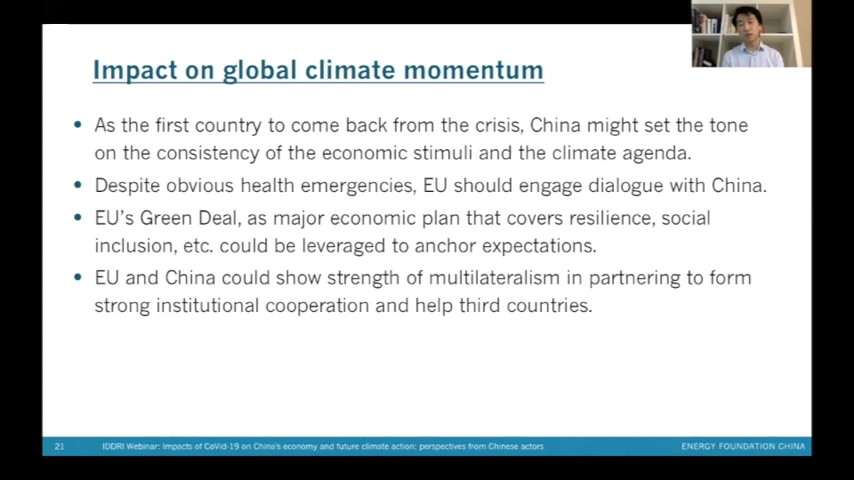 Impact on global climate momentum
• As the first country to come back from the crisis, China might set the tone
on the consistency of the economic stimuli and the climate agenda.
• Despite obvious health emergencies, EU should engage dialogue with China.
• EU's Green Deal, as major economic plan that covers resilience, social
inclusion, etc. could be leveraged to anchor expectations.
• EU and China could show strength of multilateralism in partnering to form
strong institutional cooperation and help third countries.
21 IDDRI Webinar: Impacts of CoVid-19 on China's economy and future climate action: perspectives from Chinese actors ENERGY FOUNDATION CHINA